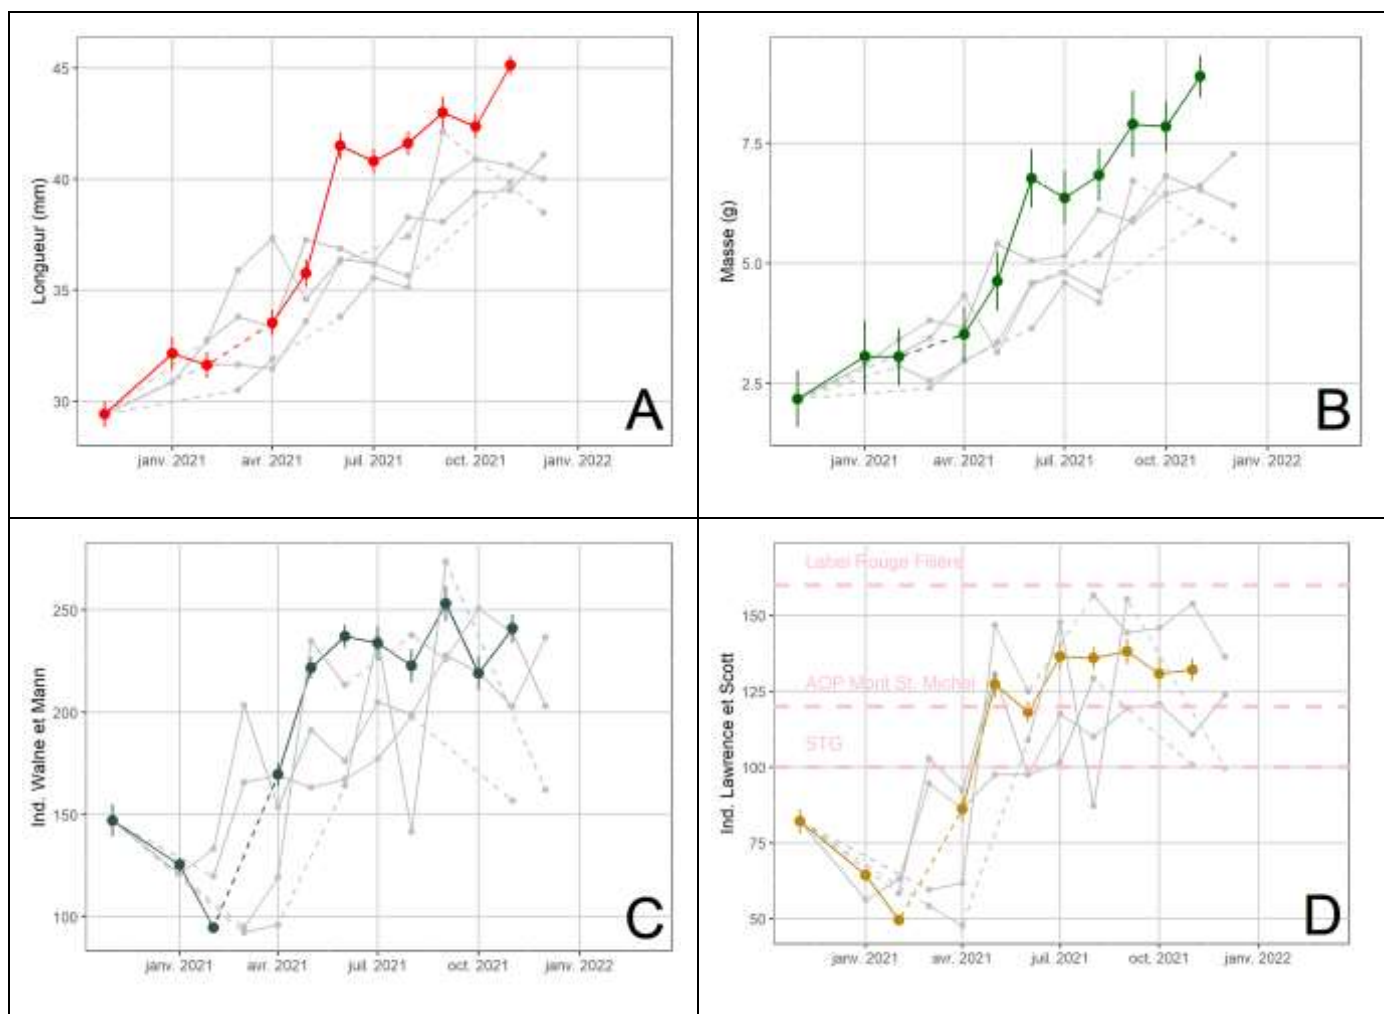 45
40
35
30
Longueur (mm)
janv. 2021 avr. 2021 juil. 2021 oct. 2021 janv. 2022
A
7.5
5.0
2.5
Masse (g)
janv. 2021 avr. 2021 juil. 2021 oct. 2021 janv. 2022
B
250
200
150
100
Ind. Walne et Mann
janv. 2021 avr. 2021 juil. 2021 oct. 2021 janv. 2022
C
Label Rouge Filière
150
125
AOP Mont St. Michel
STG
100
75
50
Ind. Lawrence et Scott
janv. 2021 avr. 2021 juil. 2021 oct. 2021 janv. 2022
D